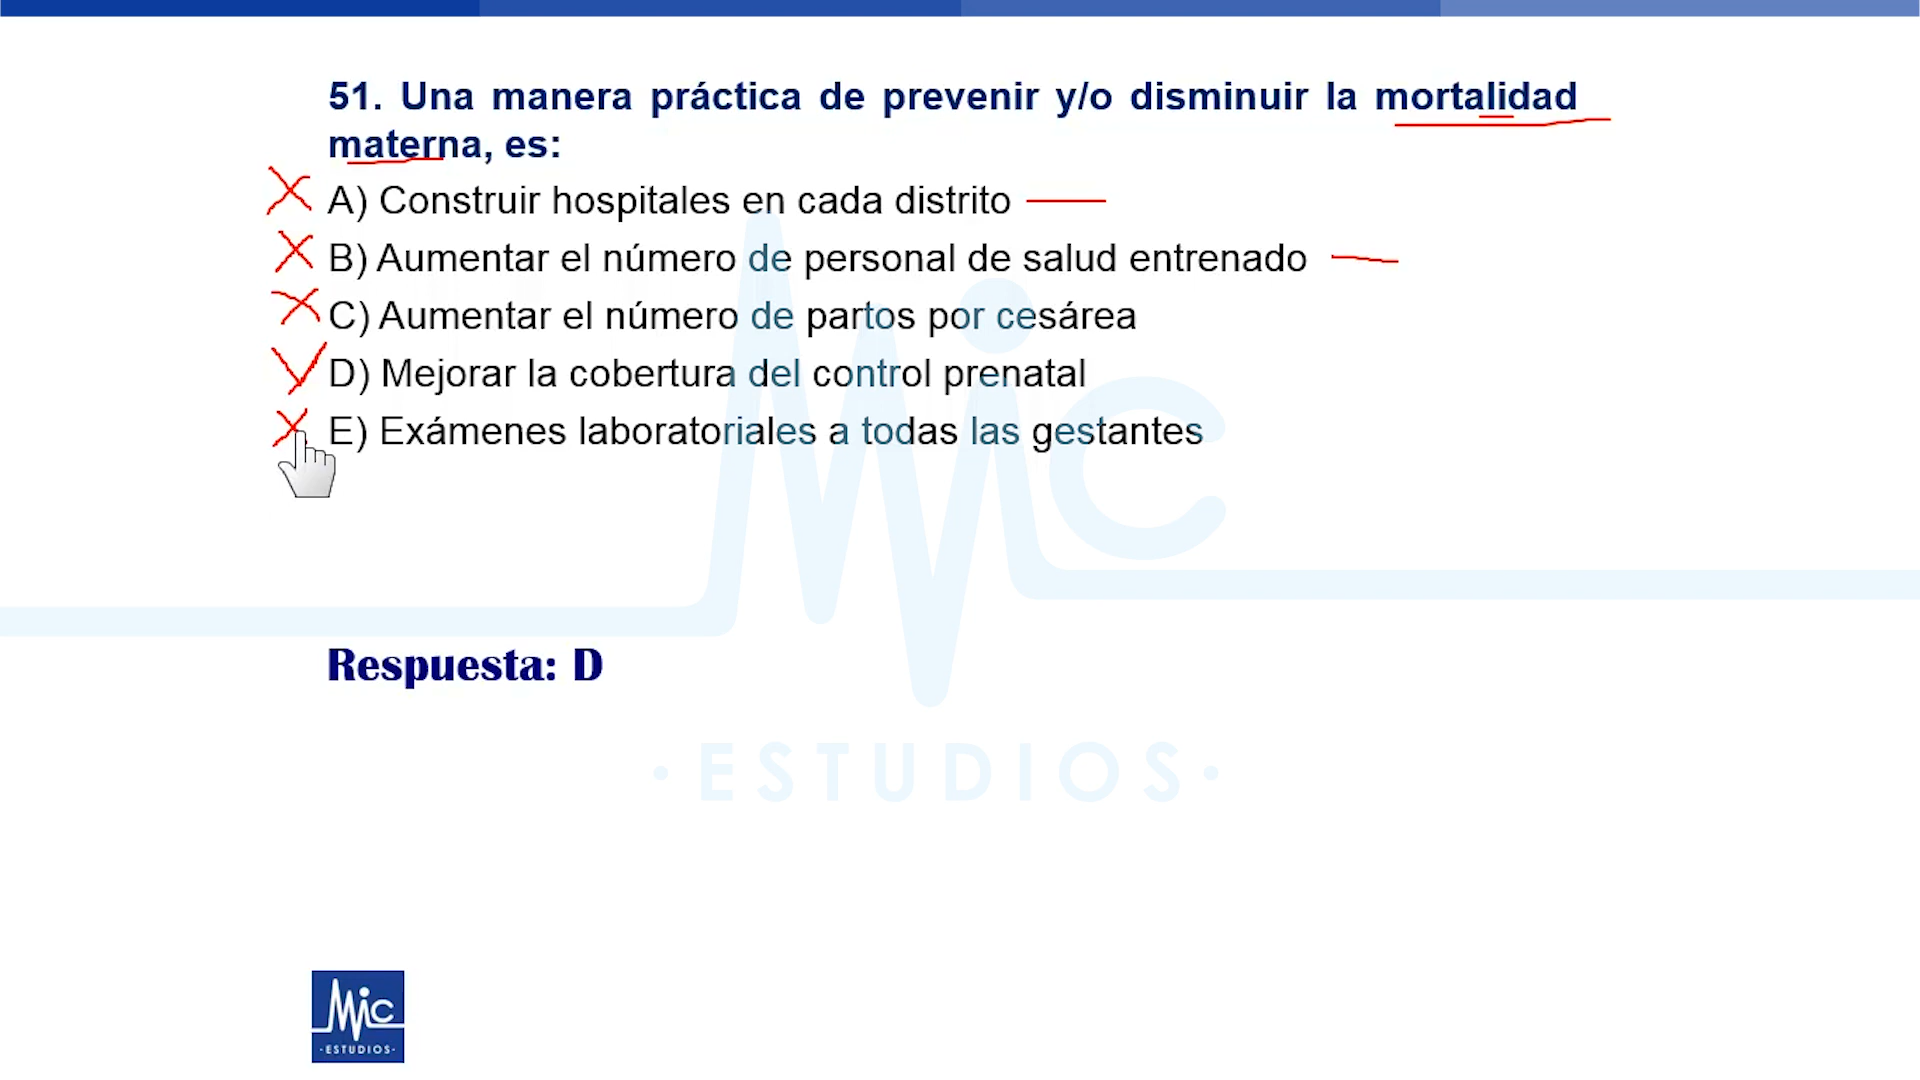 51. Una manera práctica de prevenir y/o disminuir la mortalidad
materna, es:
A) Construir hospitales en cada distrito
B) Aumentar el número de personal de salud entrenado
C) Aumentar el número de partos por cesárea
D) Mejorar la cobertura del control prenatal
E) Exámenes laboratoriales a todas las gestantes
Mic
Respuesta: D
·ESTUDIOS·
Mic
·ESTUDIOS·